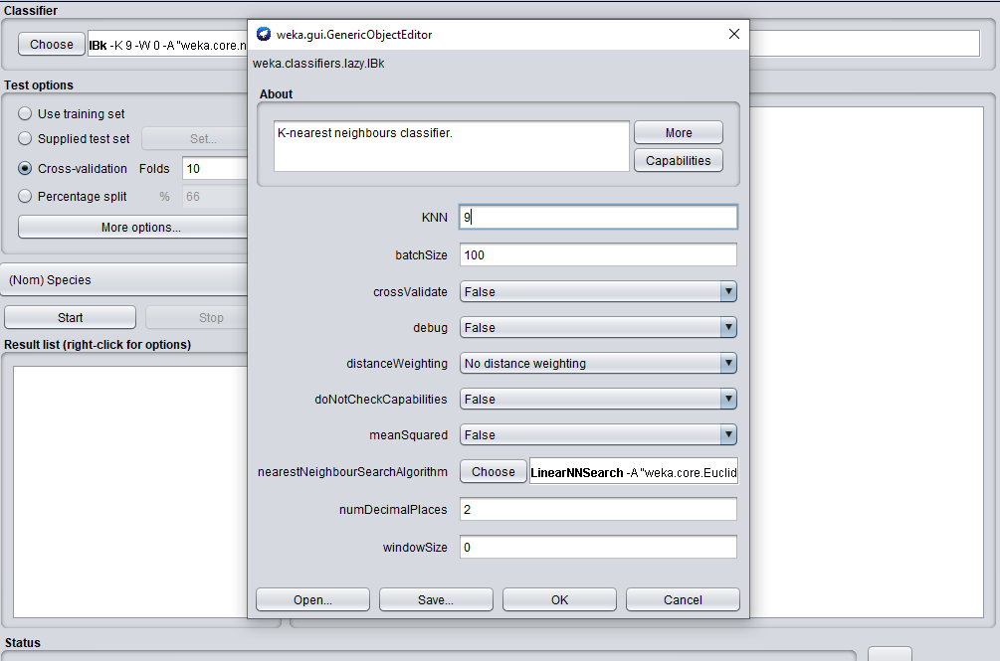 Classifier
Choose IBk -K 9 -W 0 -A "weka.core.n
Test options
Use training set
Supplied test set Set...
Cross-validation Folds 10
Percentage split % 66
More options...
(Nom) Species
Start Stop
Result list (right-click for options)
Status
weka.gui.GenericObjectEditor
weka.classifiers.lazy.IBk
About
K-nearest neighbours classifier.
More
Capabilities
KNN 9
batchSize 100
crossValidate False
debug False
distanceWeighting No distance weighting
doNotCheckCapabilities False
meanSquared False
nearestNeighbourSearchAlgorithm Choose LinearNNSearch -A "weka.core.Euclid
numDecimalPlaces 2
windowSize 0
Open... Save... OK Cancel